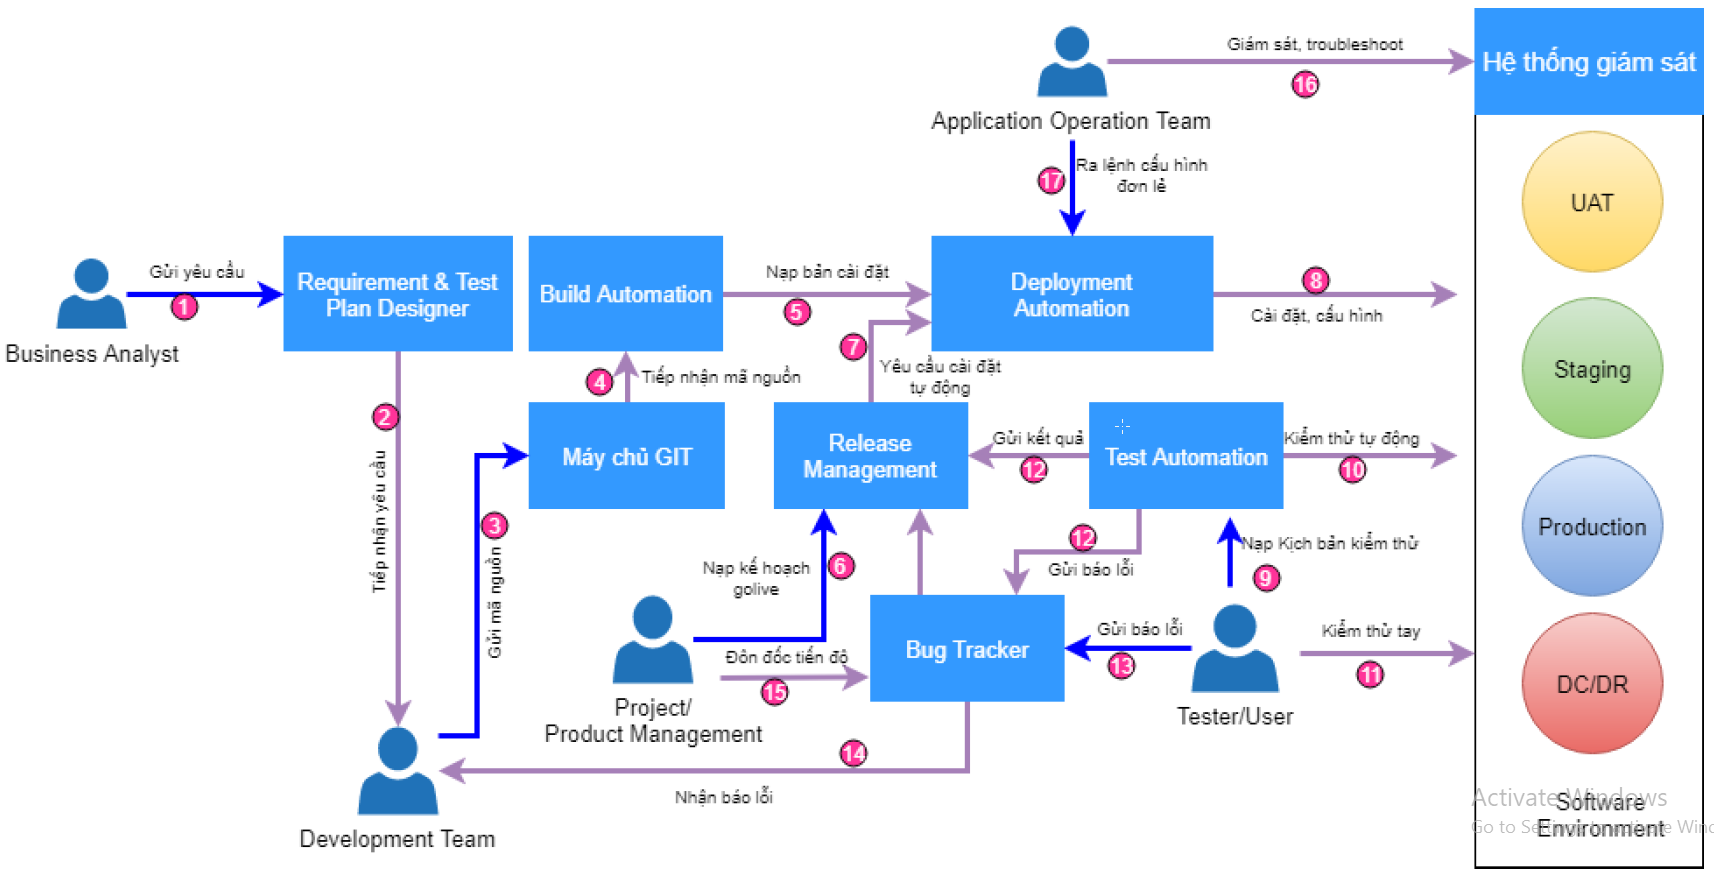 Giám sát, troubleshoot
16
Hệ thống giám sát
Application Operation Team
17
Ra lệnh cấu hình
đơn lẻ
UAT
Gửi yêu cầu
1
Business Analyst
Requirement & Test
Plan Designer
Build Automation
Nạp bản cài đặt
5
Deployment
Automation
8
Cài đặt, cấu hình
7
Yêu cầu cài đặt
tự động
4
Tiếp nhận mã nguồn
Staging
2
Tiếp nhận yêu cầu
Máy chủ GIT
Release
Management
Gửi kết quả
12
Test Automation
Kiểm thử tự động
10
3
Gửi mã nguồn
Production
12
Gửi báo lỗi
Nạp Kịch bản kiểm thử
9
Nạp kế hoạch
golive
6
Bug Tracker
Gửi báo lỗi
13
Kiểm thử tay
11
Đôn đốc tiến độ
15
DC/DR
Project/
Product Management
Tester/User
14
Nhận báo lỗi
Development Team
Software
Environment
Activate Windows
Go to Settings to activate Wind